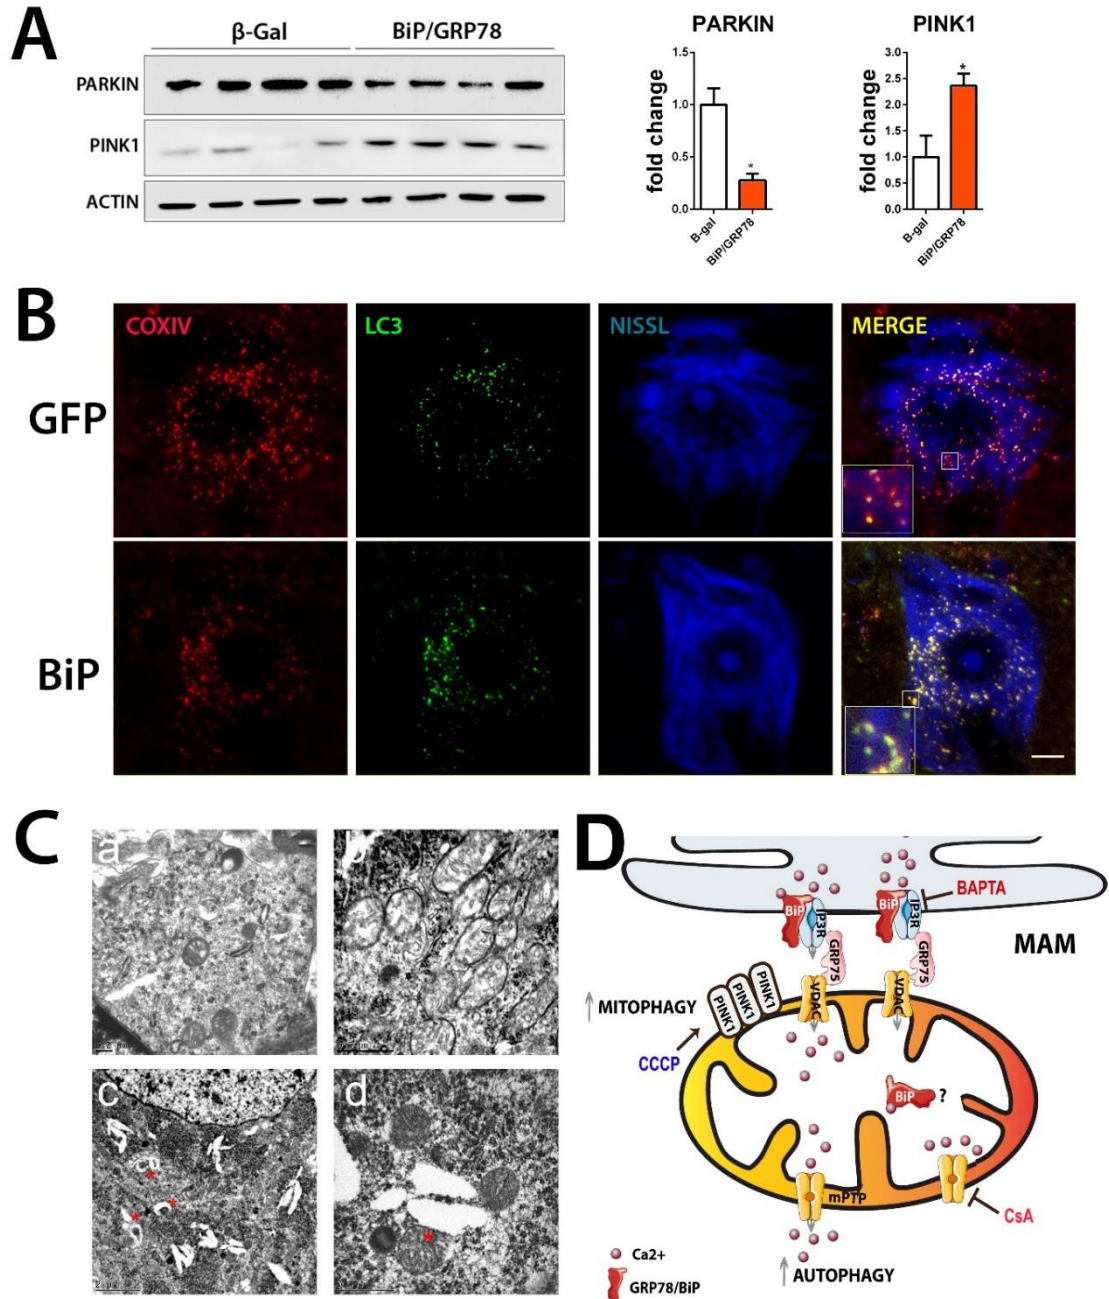 A
β-Gal BiP/GRP78
PARKIN
PINK1
ACTIN
PARKIN
fold change
1.5
1.0
0.5
0.0
B-gal
BiP/GRP78
*
PINK1
fold change
3.0
2.5
2.0
1.5
1.0
0.5
0.0
B-gal
BiP/GRP78
*
B
COXIV LC3 NISSL MERGE
GFP
BiP
C
a
b
c
*
*
*
d
*
D
BiP
IP3R
GRP75
VDAC
BiP
IP3R
GRP75
VDAC
BAPTA
MAM
MITOPHAGY
PINK1
PINK1
PINK1
CCCP
BiP ?
mPTP
CsA
AUTOPHAGY
Ca2+
GRP78/BiP